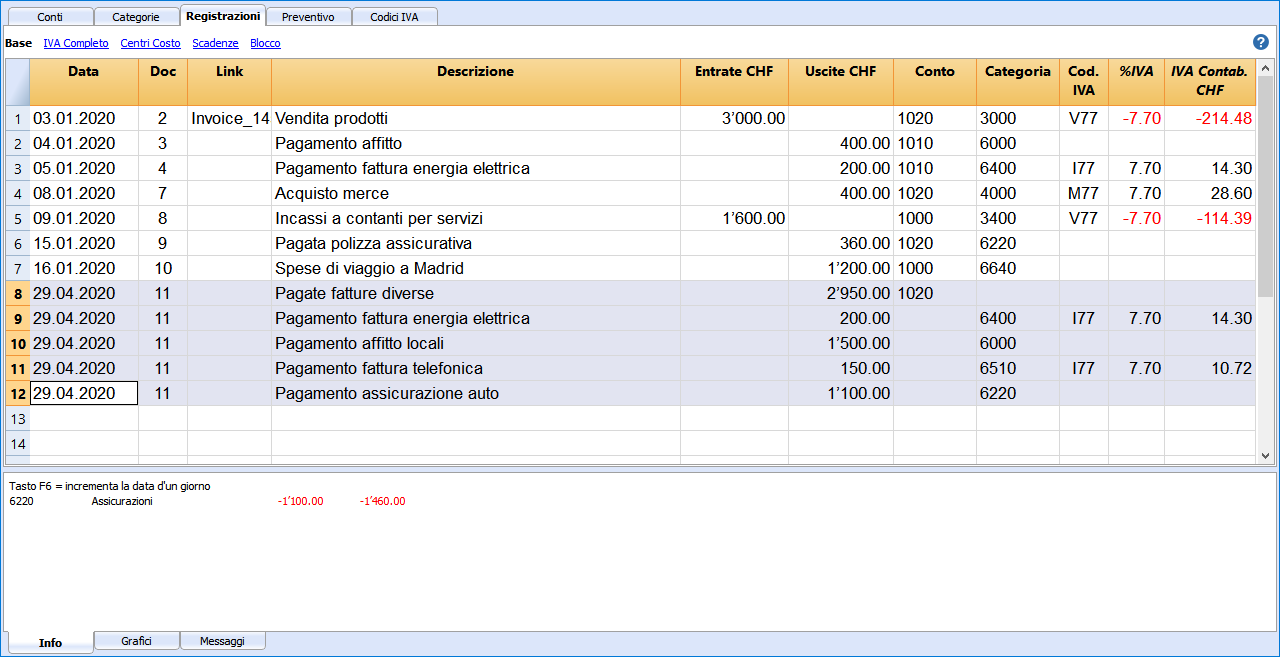 Conti Categorie Registrazioni Preventivo Codici IVA
Base IVA Completo Centri Costo Scadenze Blocco ?
Data Doc Link Descrizione Entrate CHF Uscite CHF Conto Categoria Cod. IVA %IVA IVA Contab. CHF
1 03.01.2020 2 Invoice_14 Vendita prodotti 3’000.00 1020 3000 V77 -7.70 -214.48
2 04.01.2020 3 Pagamento affitto 400.00 1010 6000
3 05.01.2020 4 Pagamento fattura energia elettrica 200.00 1010 6400 I77 7.70 14.30
4 08.01.2020 7 Acquisto merce 400.00 1020 4000 M77 7.70 28.60
5 09.01.2020 8 Incassi a contanti per servizi 1’600.00 1000 3400 V77 -7.70 -114.39
6 15.01.2020 9 Pagata polizza assicurativa 360.00 1020 6220
7 16.01.2020 10 Spese di viaggio a Madrid 1’200.00 1000 6640
8 29.04.2020 11 Pagate fatture diverse 2’950.00 1020
9 29.04.2020 11 Pagamento fattura energia elettrica 200.00 6400 I77 7.70 14.30
10 29.04.2020 11 Pagamento affitto locali 1’500.00 6000
11 29.04.2020 11 Pagamento fattura telefonica 150.00 6510 I77 7.70 10.72
12 29.04.2020 11 Pagamento assicurazione auto 1’100.00 6220
13
14
Tasto F6 = incrementa la data d'un giorno
6220 Assicurazioni -1’100.00 -1’460.00
Info Grafici Messaggi